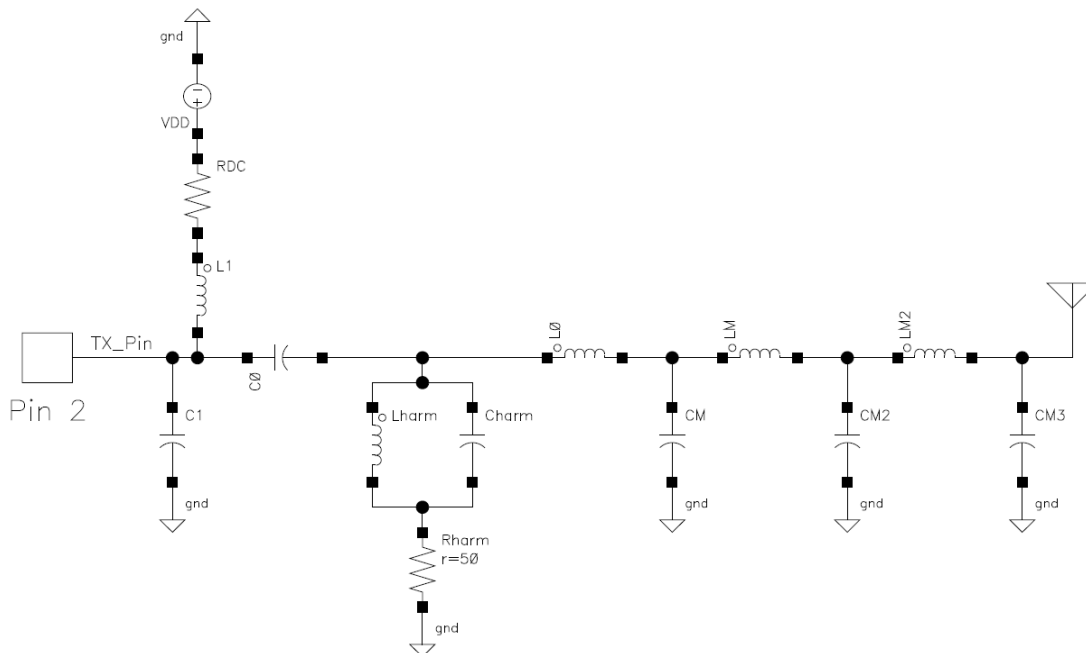 gnd
VDD
RDC
L1
TX_Pin
Pin 2
C1
gnd
C0
Lharm
Charm
Rharm
r=50
gnd
L0
CM
gnd
LM
CM2
gnd
LM2
CM3
gnd